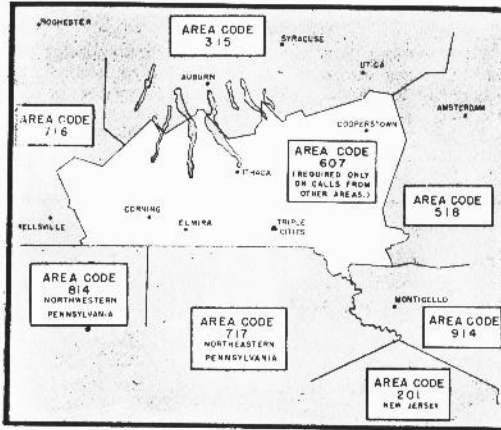 ROCHESTER
AREA CODE
315
SYRACUSE
UTICA
AUBURN
AREA CODE
716
AMSTERDAM
COOPERSTOWN
AREA CODE
607
(REQUIRED ONLY
ON CALLS FROM
OTHER AREAS.)
ITHACA
AREA CODE
518
WELLSVILLE
CORNING
ELMIRA
TRIPLE
CITIES
AREA CODE
814
NORTHWESTERN
PENNSYLVANIA
AREA CODE
717
NORTHEASTERN
PENNSYLVANIA
MONTICELLO
AREA CODE
914
AREA CODE
201
NEW JERSEY